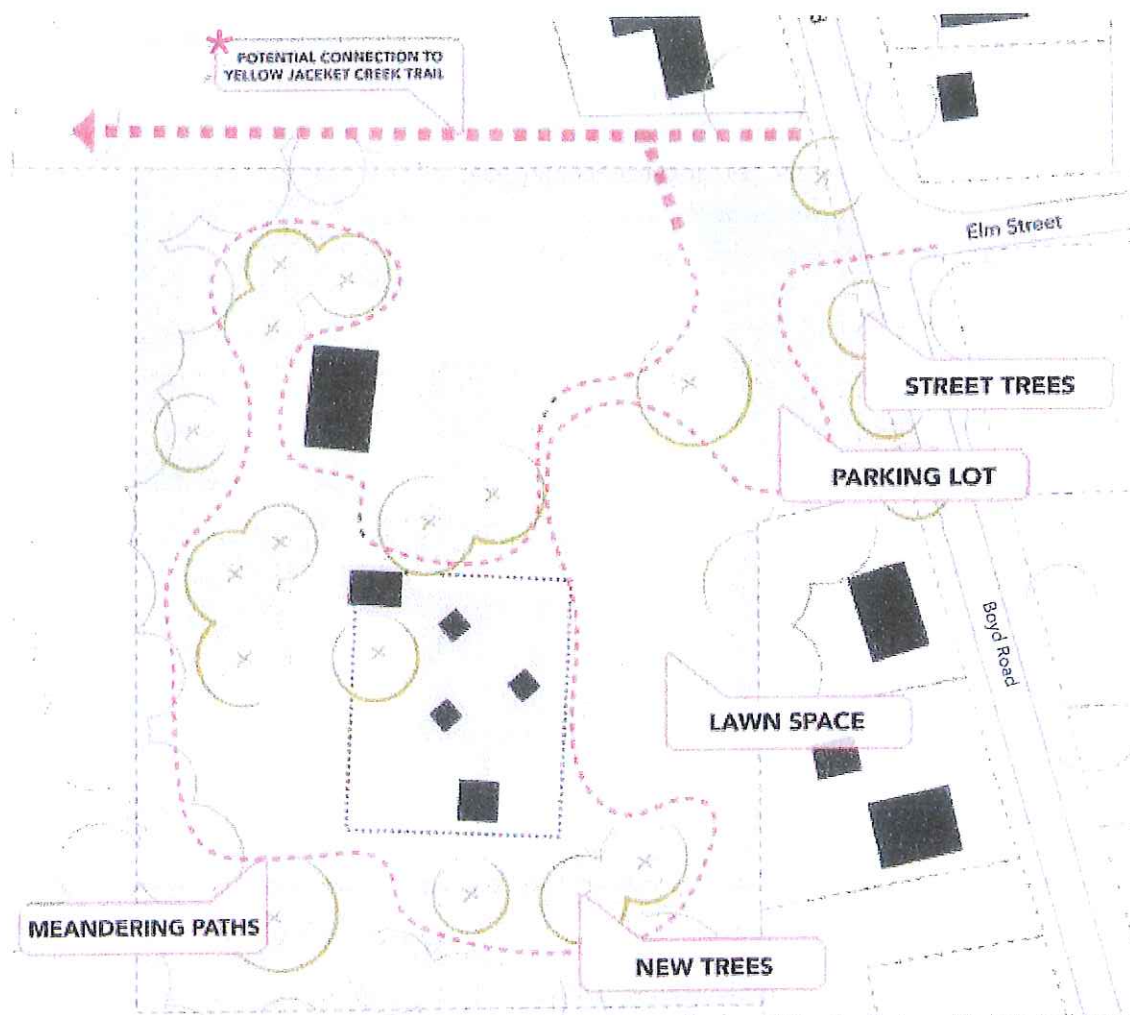 POTENTIAL CONNECTION TO
YELLOW JACEKET CREEK TRAIL
Elm Street
STREET TREES
PARKING LOT
Boyd Road
LAWN SPACE
MEANDERING PATHS
NEW TREES